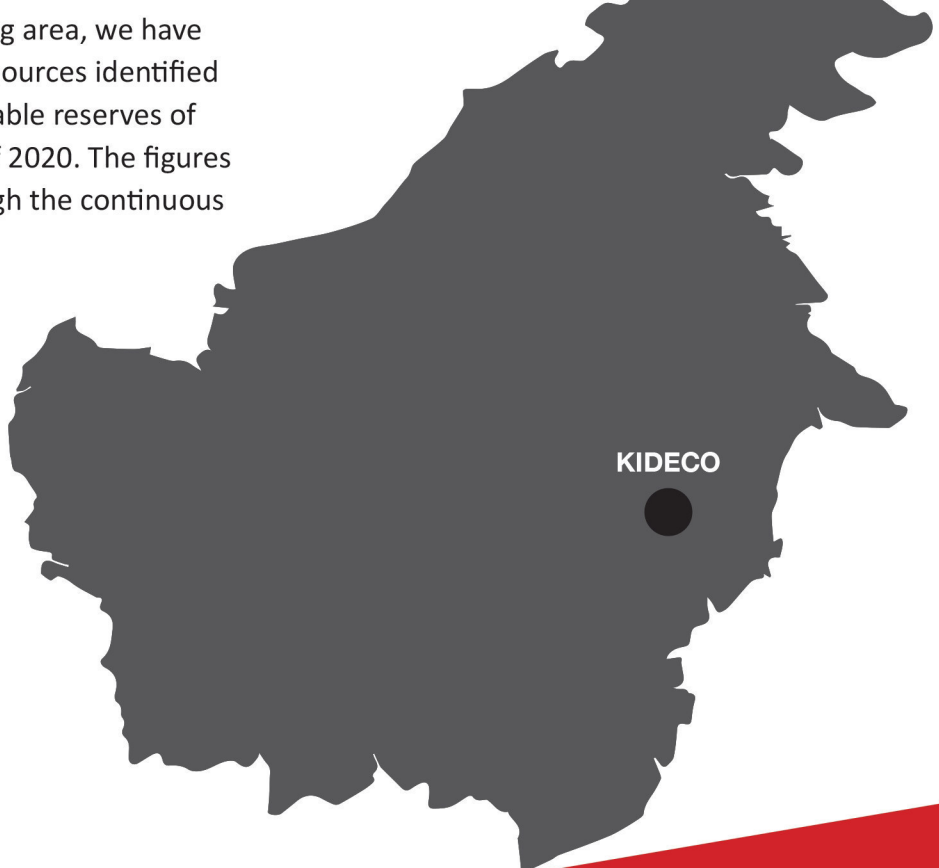 g area, we have
ources identified
able reserves of
f 2020. The figures
gh the continuous
KIDECO